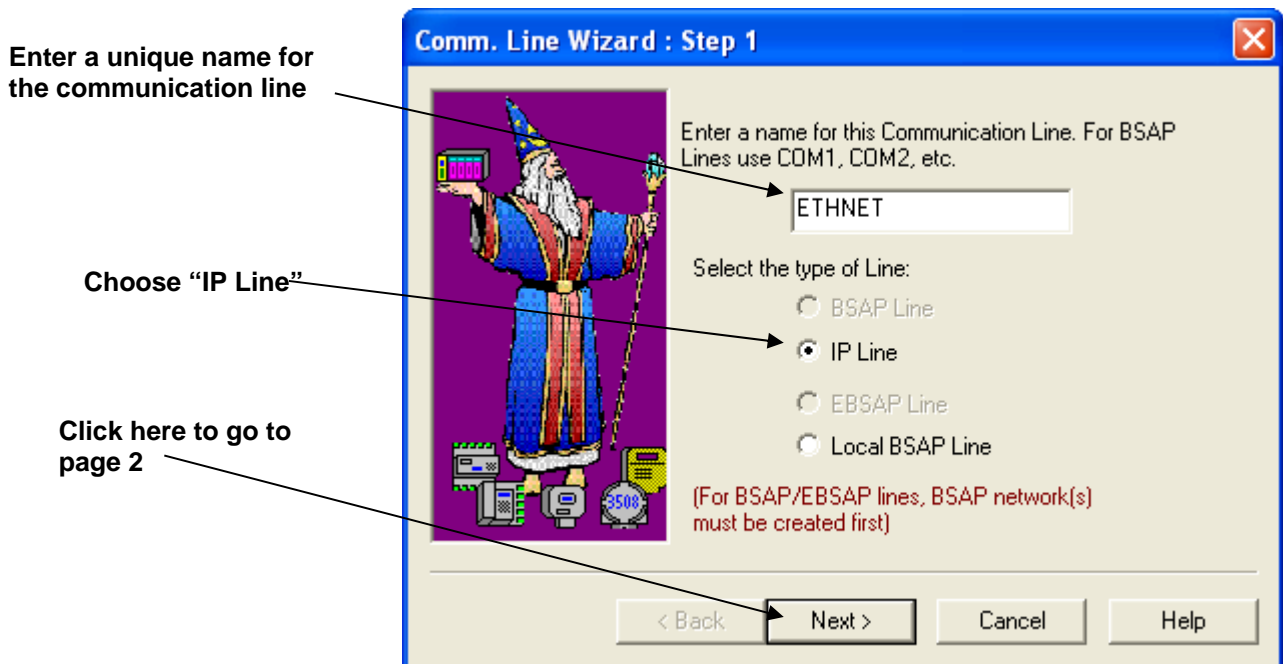 Comm. Line Wizard : Step 1
Enter a unique name for
the communication line
Enter a name for this Communication Line. For BSAP
Lines use COM1, COM2, etc.
ETHNET
Choose “IP Line”
Select the type of Line:
BSAP Line
IP Line
EBSAP Line
Local BSAP Line
Click here to go to
page 2
3508
(For BSAP/EBSAP lines, BSAP network(s)
must be created first)
< Back
Next >
Cancel
Help